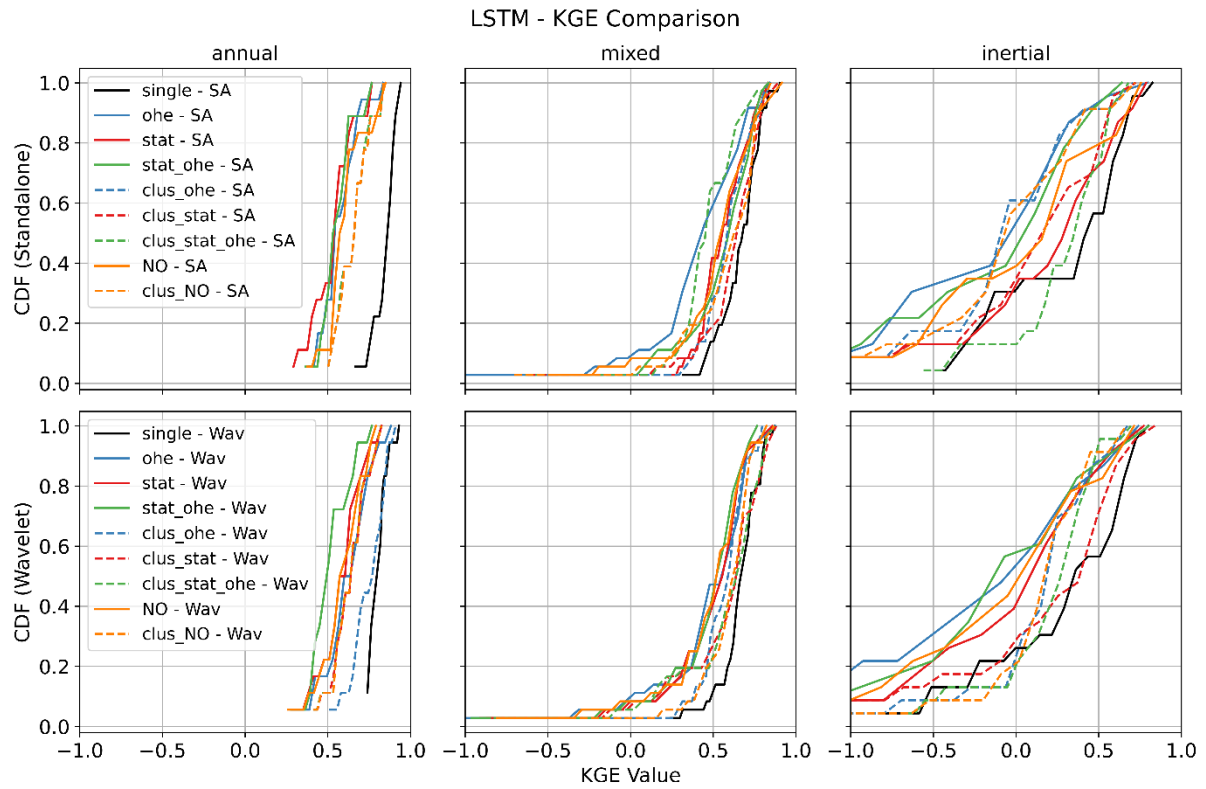 LSTM - KGE Comparison
annual
mixed
inertial
CDF (Standalone)
1.0
0.8
0.6
0.4
0.2
0.0
single - SA
ohe - SA
stat - SA
stat_ohe - SA
clus_ohe - SA
clus_stat - SA
clus_stat_ohe - SA
NO - SA
clus_NO - SA
CDF (Wavelet)
1.0
0.8
0.6
0.4
0.2
0.0
single - Wav
ohe - Wav
stat - Wav
stat_ohe - Wav
clus_ohe - Wav
clus_stat - Wav
clus_stat_ohe - Wav
NO - Wav
clus_NO - Wav
−1.0 −0.5 0.0 0.5 1.0
−1.0 −0.5 0.0 0.5 1.0
−1.0 −0.5 0.0 0.5 1.0
KGE Value